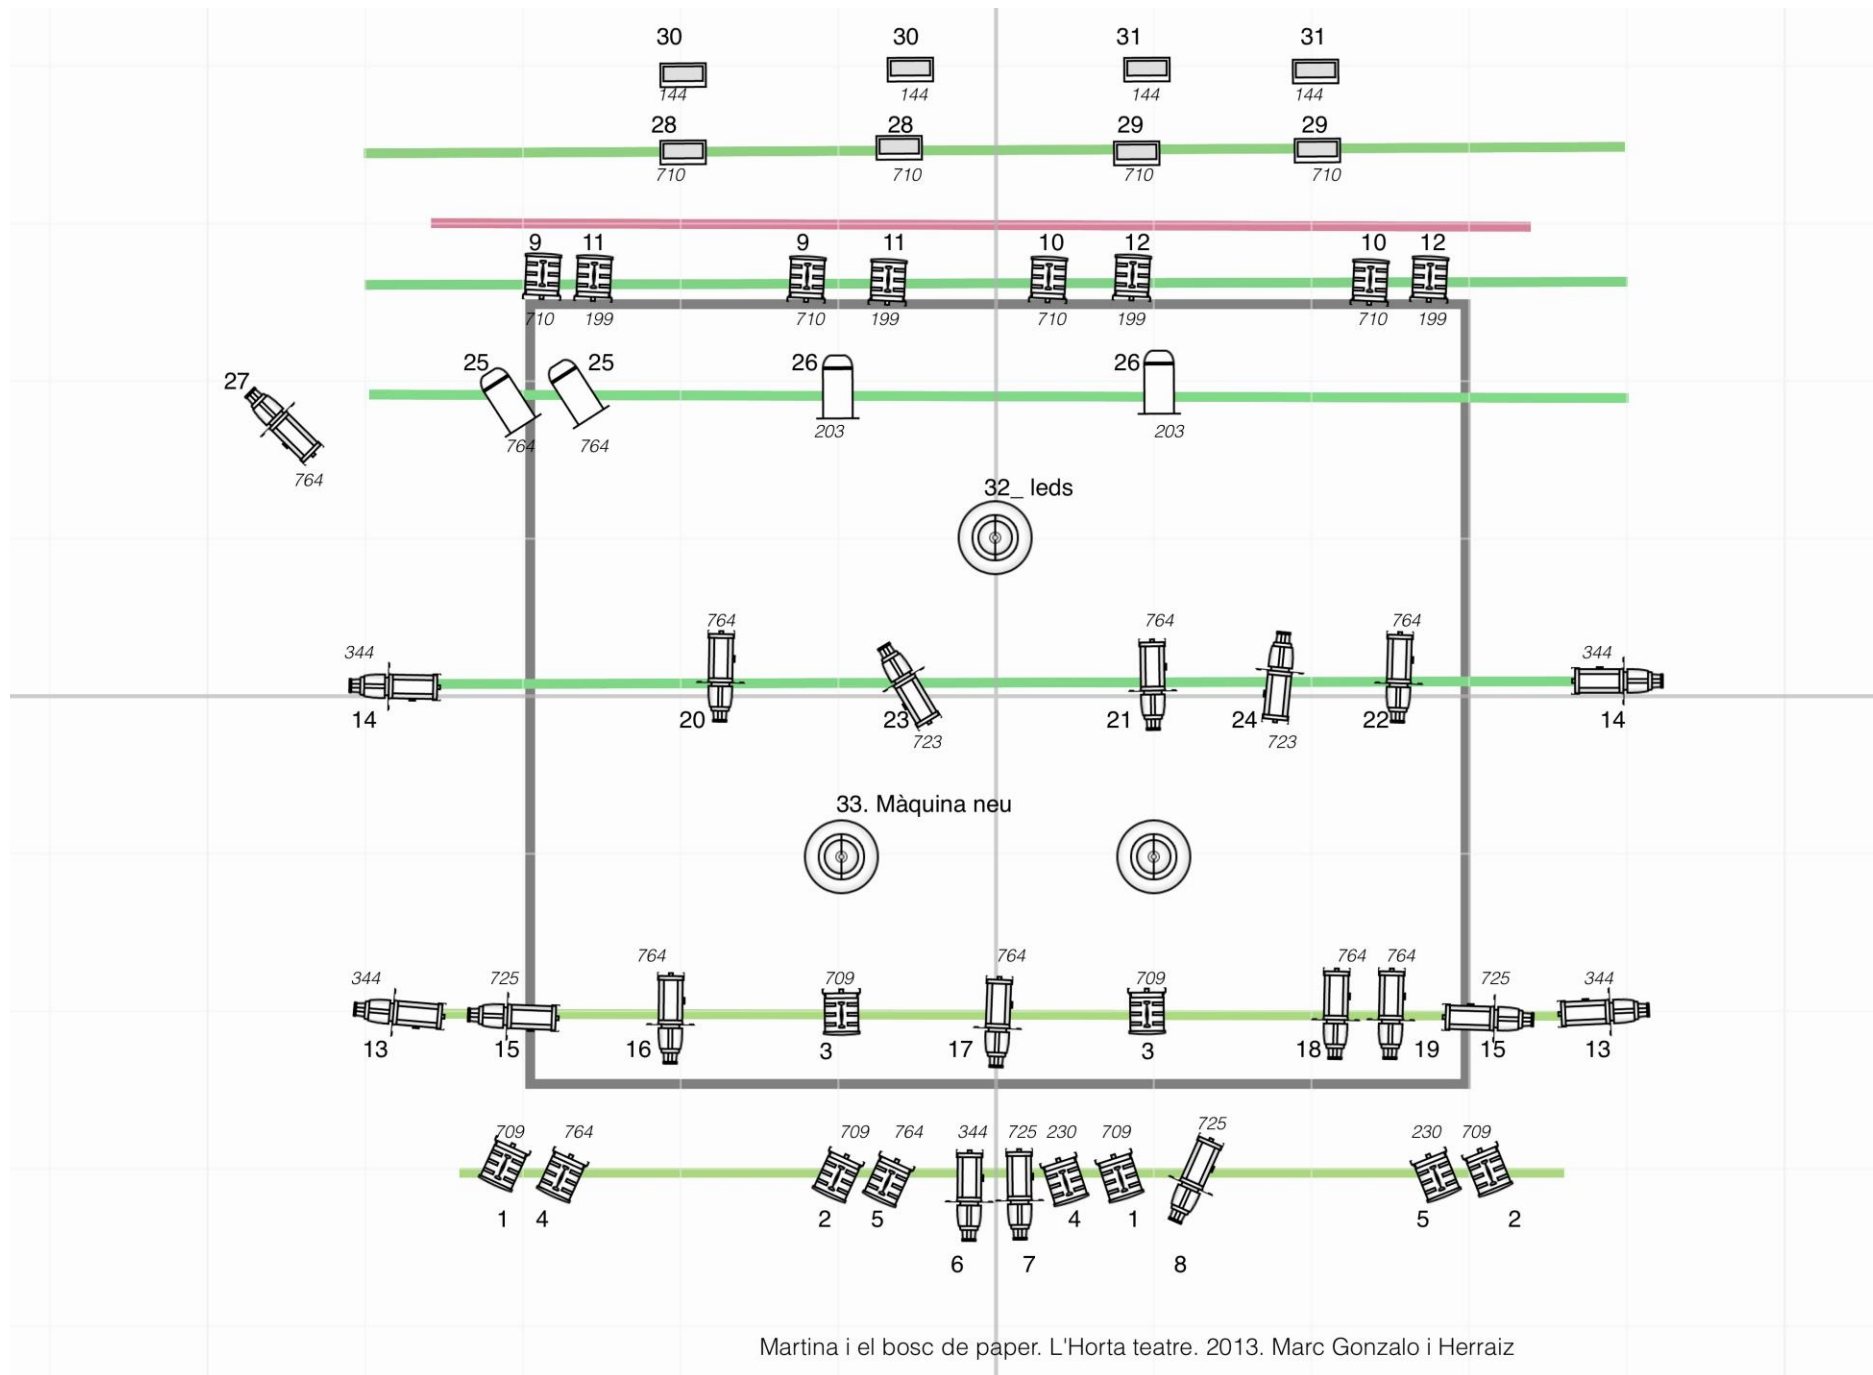 30 30 31 31
144 144 144 144
28 28 29 29
710 710 710 710
9 11 9 11 10 12 10 12
710 199 710 199 710 199 710 199
27 25 25 26 26
764 764 764 203 203
32_ leds
764 764 764
344 344
14 20 23 21 24 22 14
723 723
33. Màquina neu
764 764 764 764
344 725 709 709 725 344
13 15 16 3 17 3 18 19 15 13
709 764 709 764 344 725 230 709 725 230 709
1 4 2 5 4 1 5 2
6 7 8
Martina i el bosc de paper. L'Horta teatre. 2013. Marc Gonzalo i Herraiz